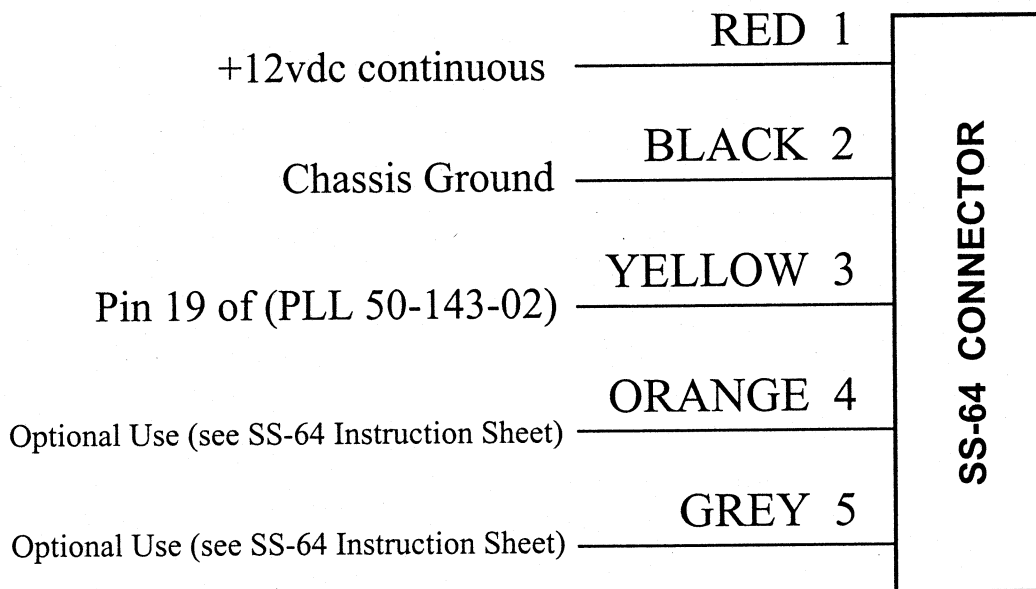 RED 1
+12vdc continuous
BLACK 2
Chassis Ground
YELLOW 3
Pin 19 of (PLL 50-143-02)
ORANGE 4
Optional Use (see SS-64 Instruction Sheet)
GREY 5
Optional Use (see SS-64 Instruction Sheet)
SS-64 CONNECTOR